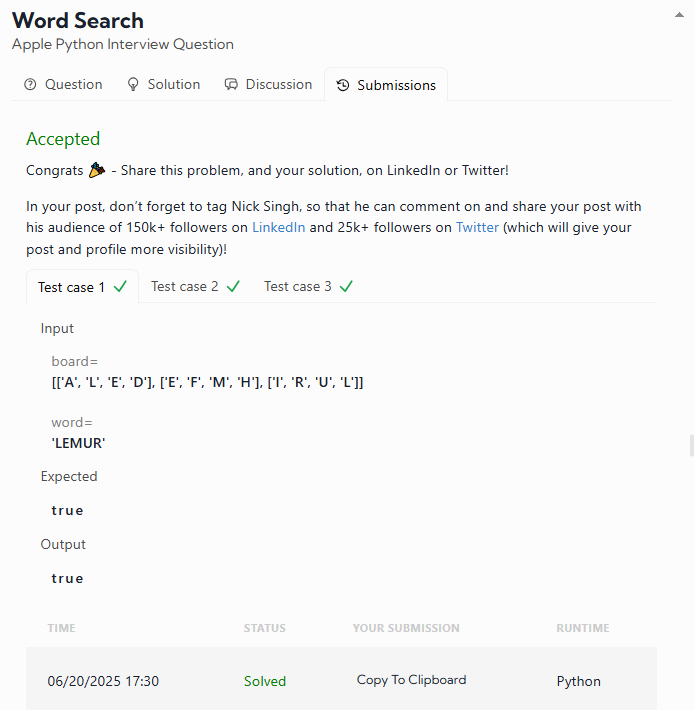 Word Search
Apple Python Interview Question
Question Solution Discussion Submissions
Accepted
Congrats - Share this problem, and your solution, on LinkedIn or Twitter!
In your post, don’t forget to tag Nick Singh, so that he can comment on and share your post with
his audience of 150k+ followers on LinkedIn and 25k+ followers on Twitter (which will give your
post and profile more visibility)!
Test case 1 Test case 2 Test case 3
Input
board=
[['A', 'L', 'E', 'D'], ['E', 'F', 'M', 'H'], ['I', 'R', 'U', 'L']]
word=
'LEMUR'
Expected
true
Output
true
TIME STATUS YOUR SUBMISSION RUNTIME
06/20/2025 17:30 Solved Copy To Clipboard Python